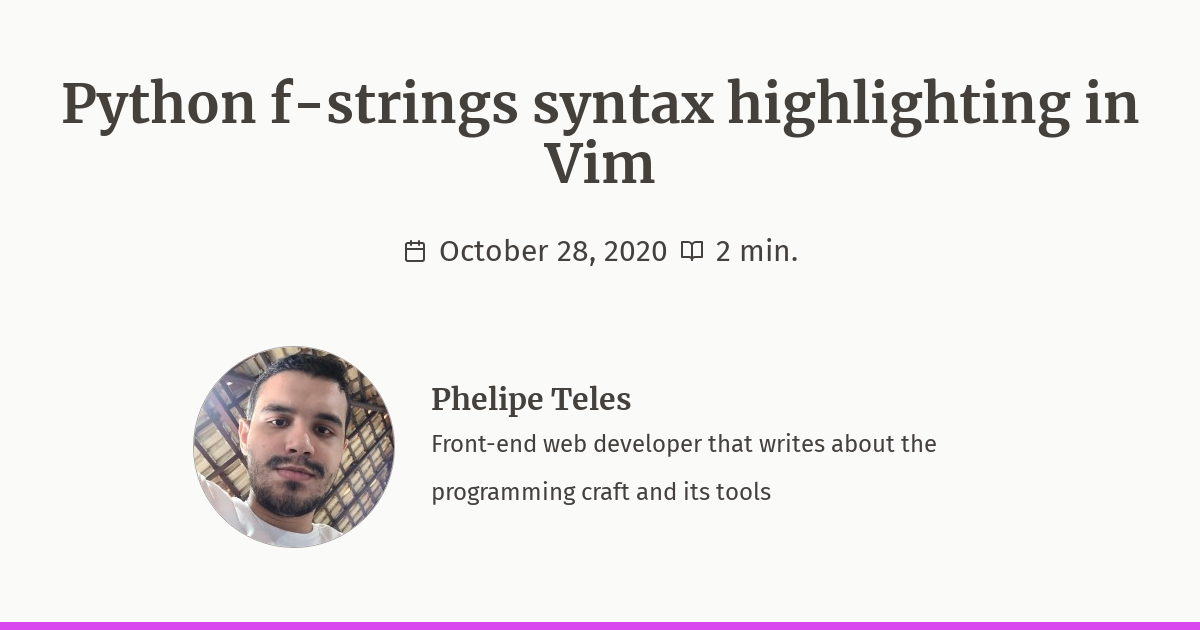 Python f-strings syntax highlighting in
Vim
October 28, 2020 2 min.
Phelipe Teles
Front-end web developer that writes about the
programming craft and its tools